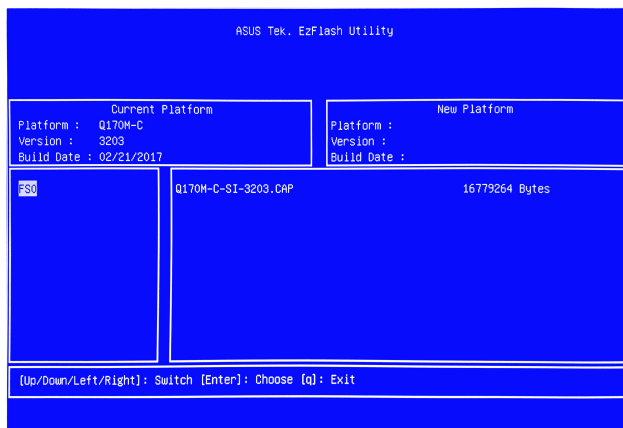 ASUS Tek. EzFlash Utility
Current Platform
Platform : Q170M-C
Version : 3203
Build Date : 02/21/2017
New Platform
Platform :
Version :
Build Date :
FS0
Q170M-C-SI-3203.CAP 16779264 Bytes
[Up/Down/Left/Right]: Switch [Enter]: Choose [q]: Exit